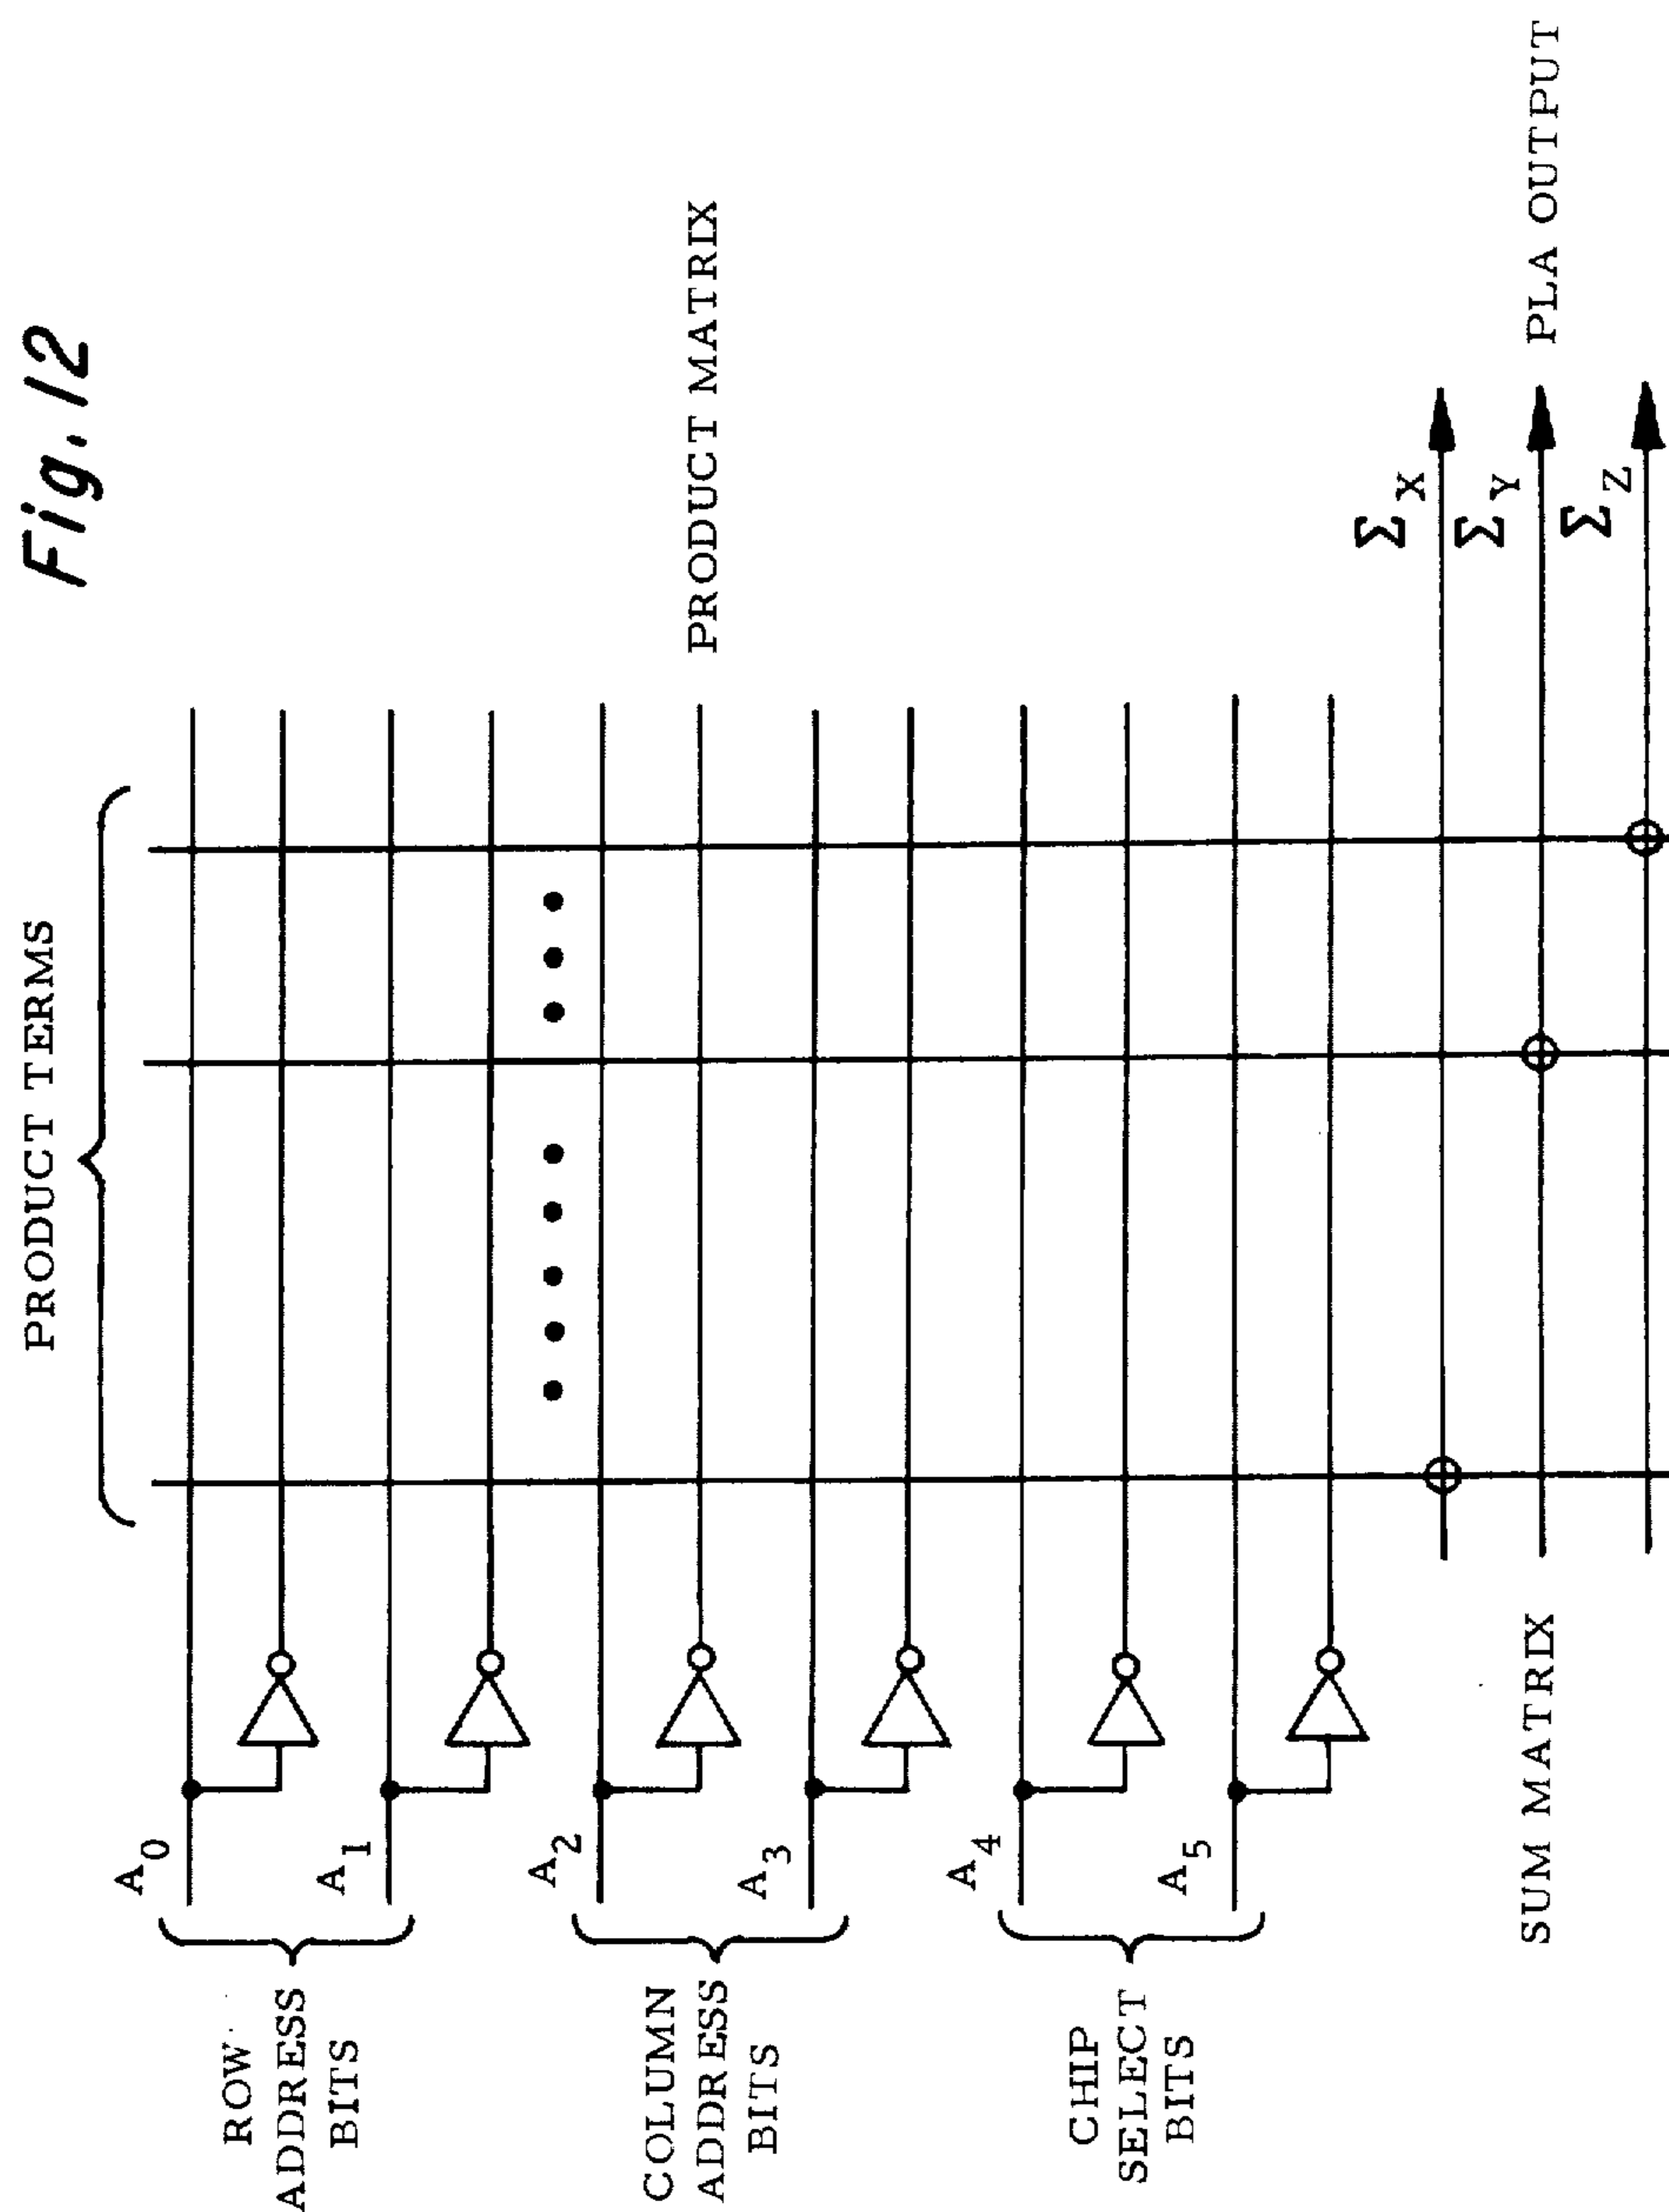 Fig. 12
PRODUCT TERMS
ROW
ADDRESS
BITS
A0
A1
COLUMN
ADDRESS
BITS
A2
A3
PRODUCT MATRIX
CHIP
SELECT
BITS
A4
A5
SUM MATRIX
ΣX
ΣY
ΣZ
PLA OUTPUT